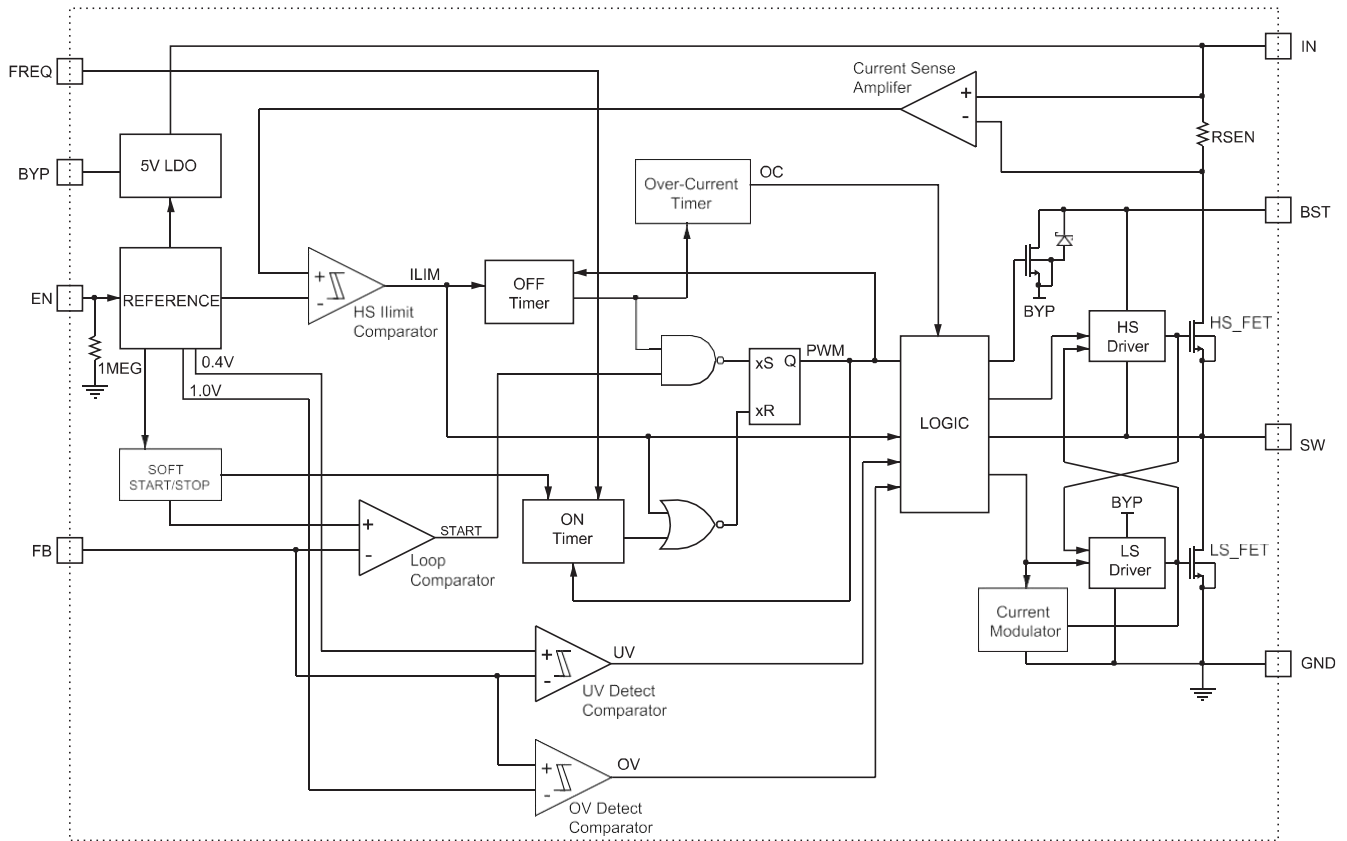 IN
FREQ
Current Sense
Amplifer
+
-
RSEN
5V LDO
BYP
Over-Current
Timer
OC
BST
REFERENCE
EN
+
-
ILIM
HS Ilimit
Comparator
OFF
Timer
BYP
HS
Driver
HS_FET
1MEG
0.4V
1.0V
xS
Q
xR
PWM
LOGIC
SW
SOFT
START/STOP
+
-
START
Loop
Comparator
FB
ON
Timer
BYP
LS
Driver
LS_FET
Current
Modulator
GND
+
-
UV
UV Detect
Comparator
+
-
OV
OV Detect
Comparator